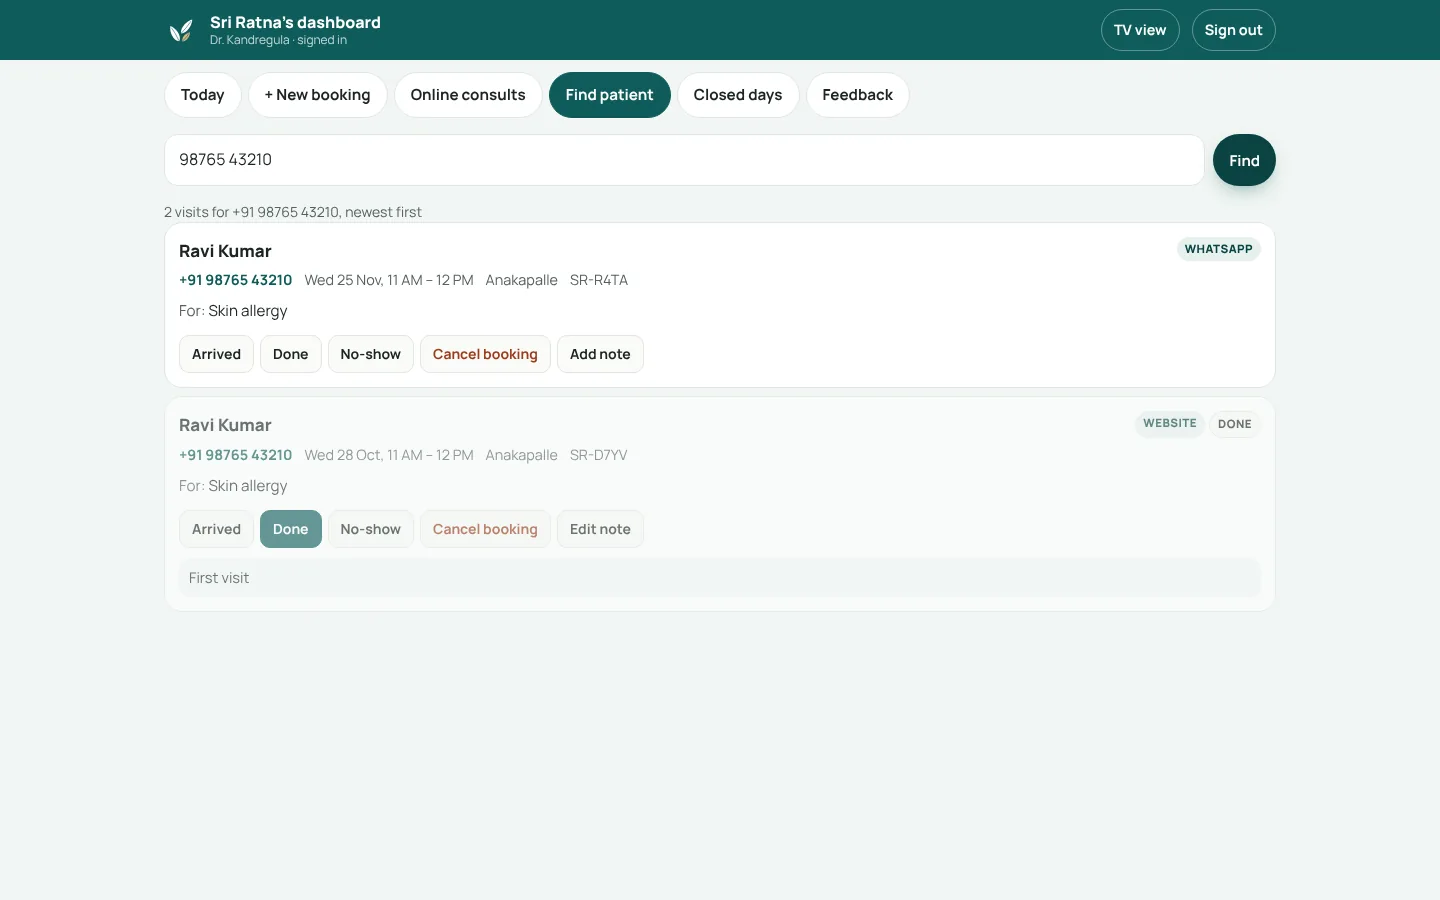 Sri Ratna's dashboard
Dr. Kandregula · signed in
TV view
Sign out
Today
+ New booking
Online consults
Find patient
Closed days
Feedback
98765 43210
Find
2 visits for +91 98765 43210, newest first
Ravi Kumar
WHATSAPP
+91 98765 43210 Wed 25 Nov, 11 AM – 12 PM Anakapalle SR-R4TA
For: Skin allergy
Arrived
Done
No-show
Cancel booking
Add note
Ravi Kumar
WEBSITE
DONE
+91 98765 43210 Wed 28 Oct, 11 AM – 12 PM Anakapalle SR-D7YV
For: Skin allergy
Arrived
Done
No-show
Cancel booking
Edit note
First visit